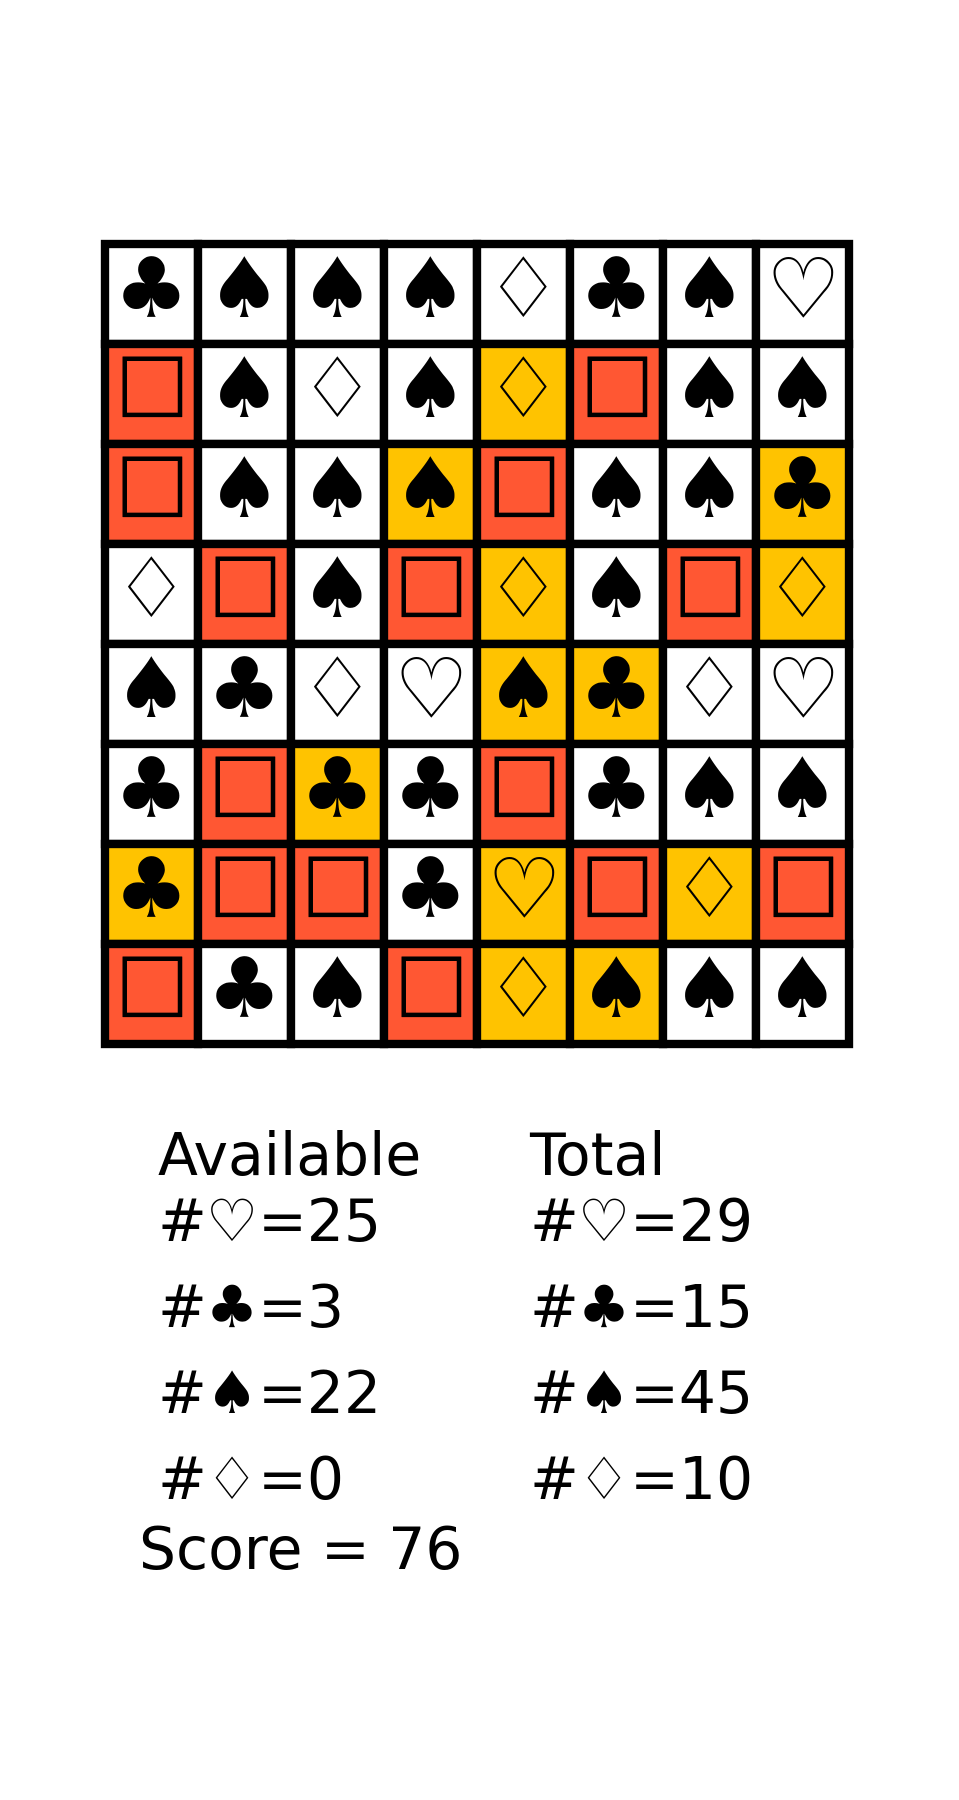 ♣ ♠ ♠ ♠ ♢ ♣ ♠ ♡
□ ♠ ♢ ♠ ♢ □ ♠ ♠
□ ♠ ♠ ♠ □ ♠ ♠ ♣
♢ □ ♠ □ ♢ ♠ □ ♢
♠ ♣ ♢ ♡ ♠ ♣ ♢ ♡
♣ □ ♣ ♣ □ ♣ ♠ ♠
♣ □ □ ♣ ♡ □ ♢ □
□ ♣ ♠ □ ♢ ♠ ♠ ♠
Available Total
#♡=25 #♡=29
#♣=3 #♣=15
#♠=22 #♠=45
#♢=0 #♢=10
Score = 76